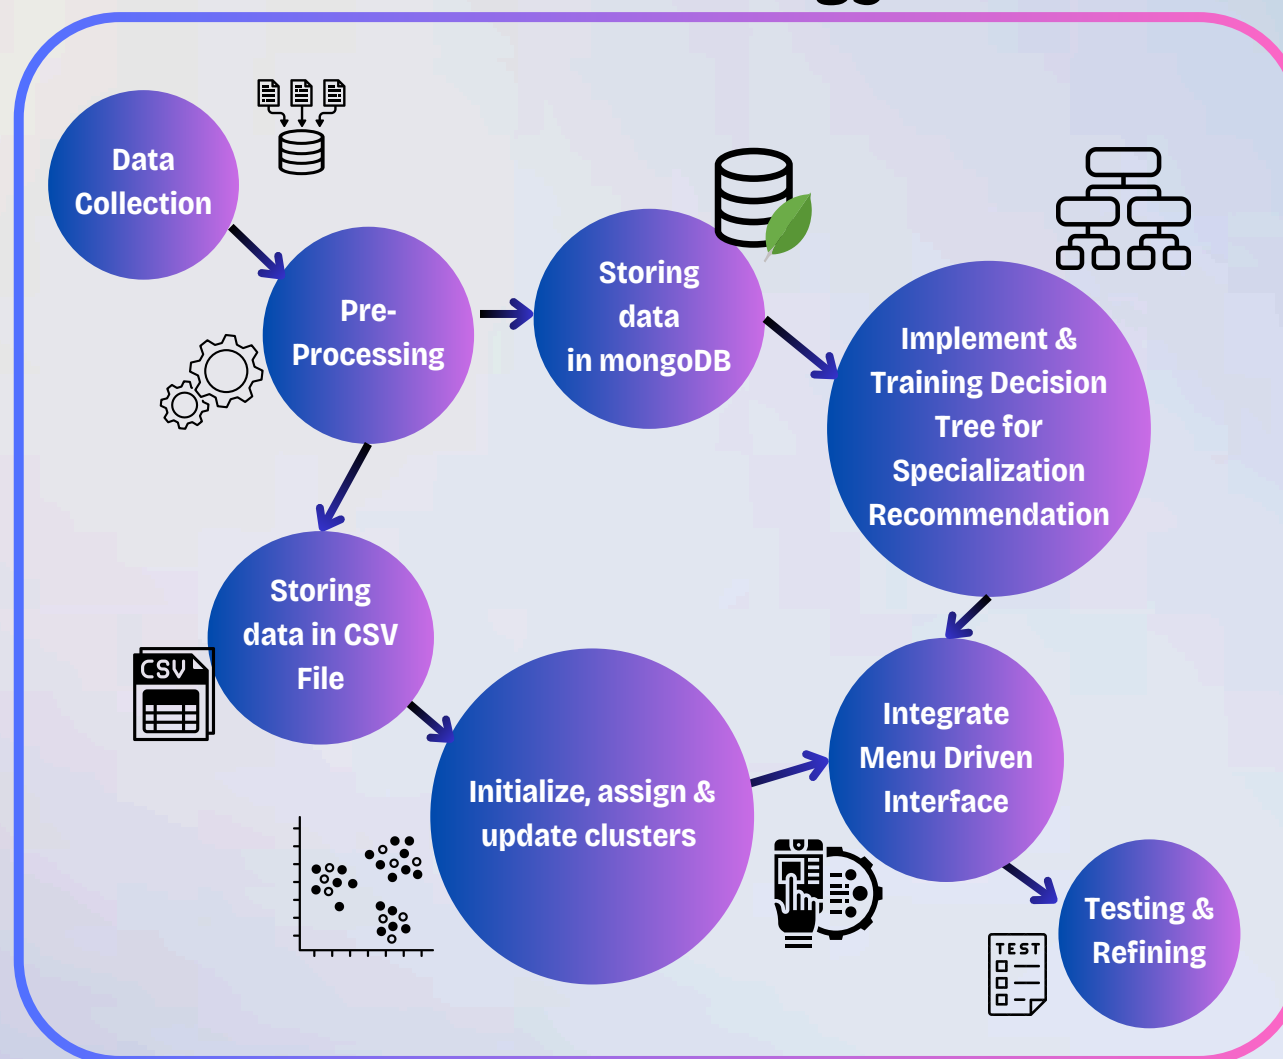 Data
Collection
Pre-
Processing
Storing
data
in mongoDB
Implement &
Training Decision
Tree for
Specialization
Recommendation
Storing
data in CSV
File
CSV
Initialize, assign &
update clusters
Integrate
Menu Driven
Interface
Testing &
Refining
TEST